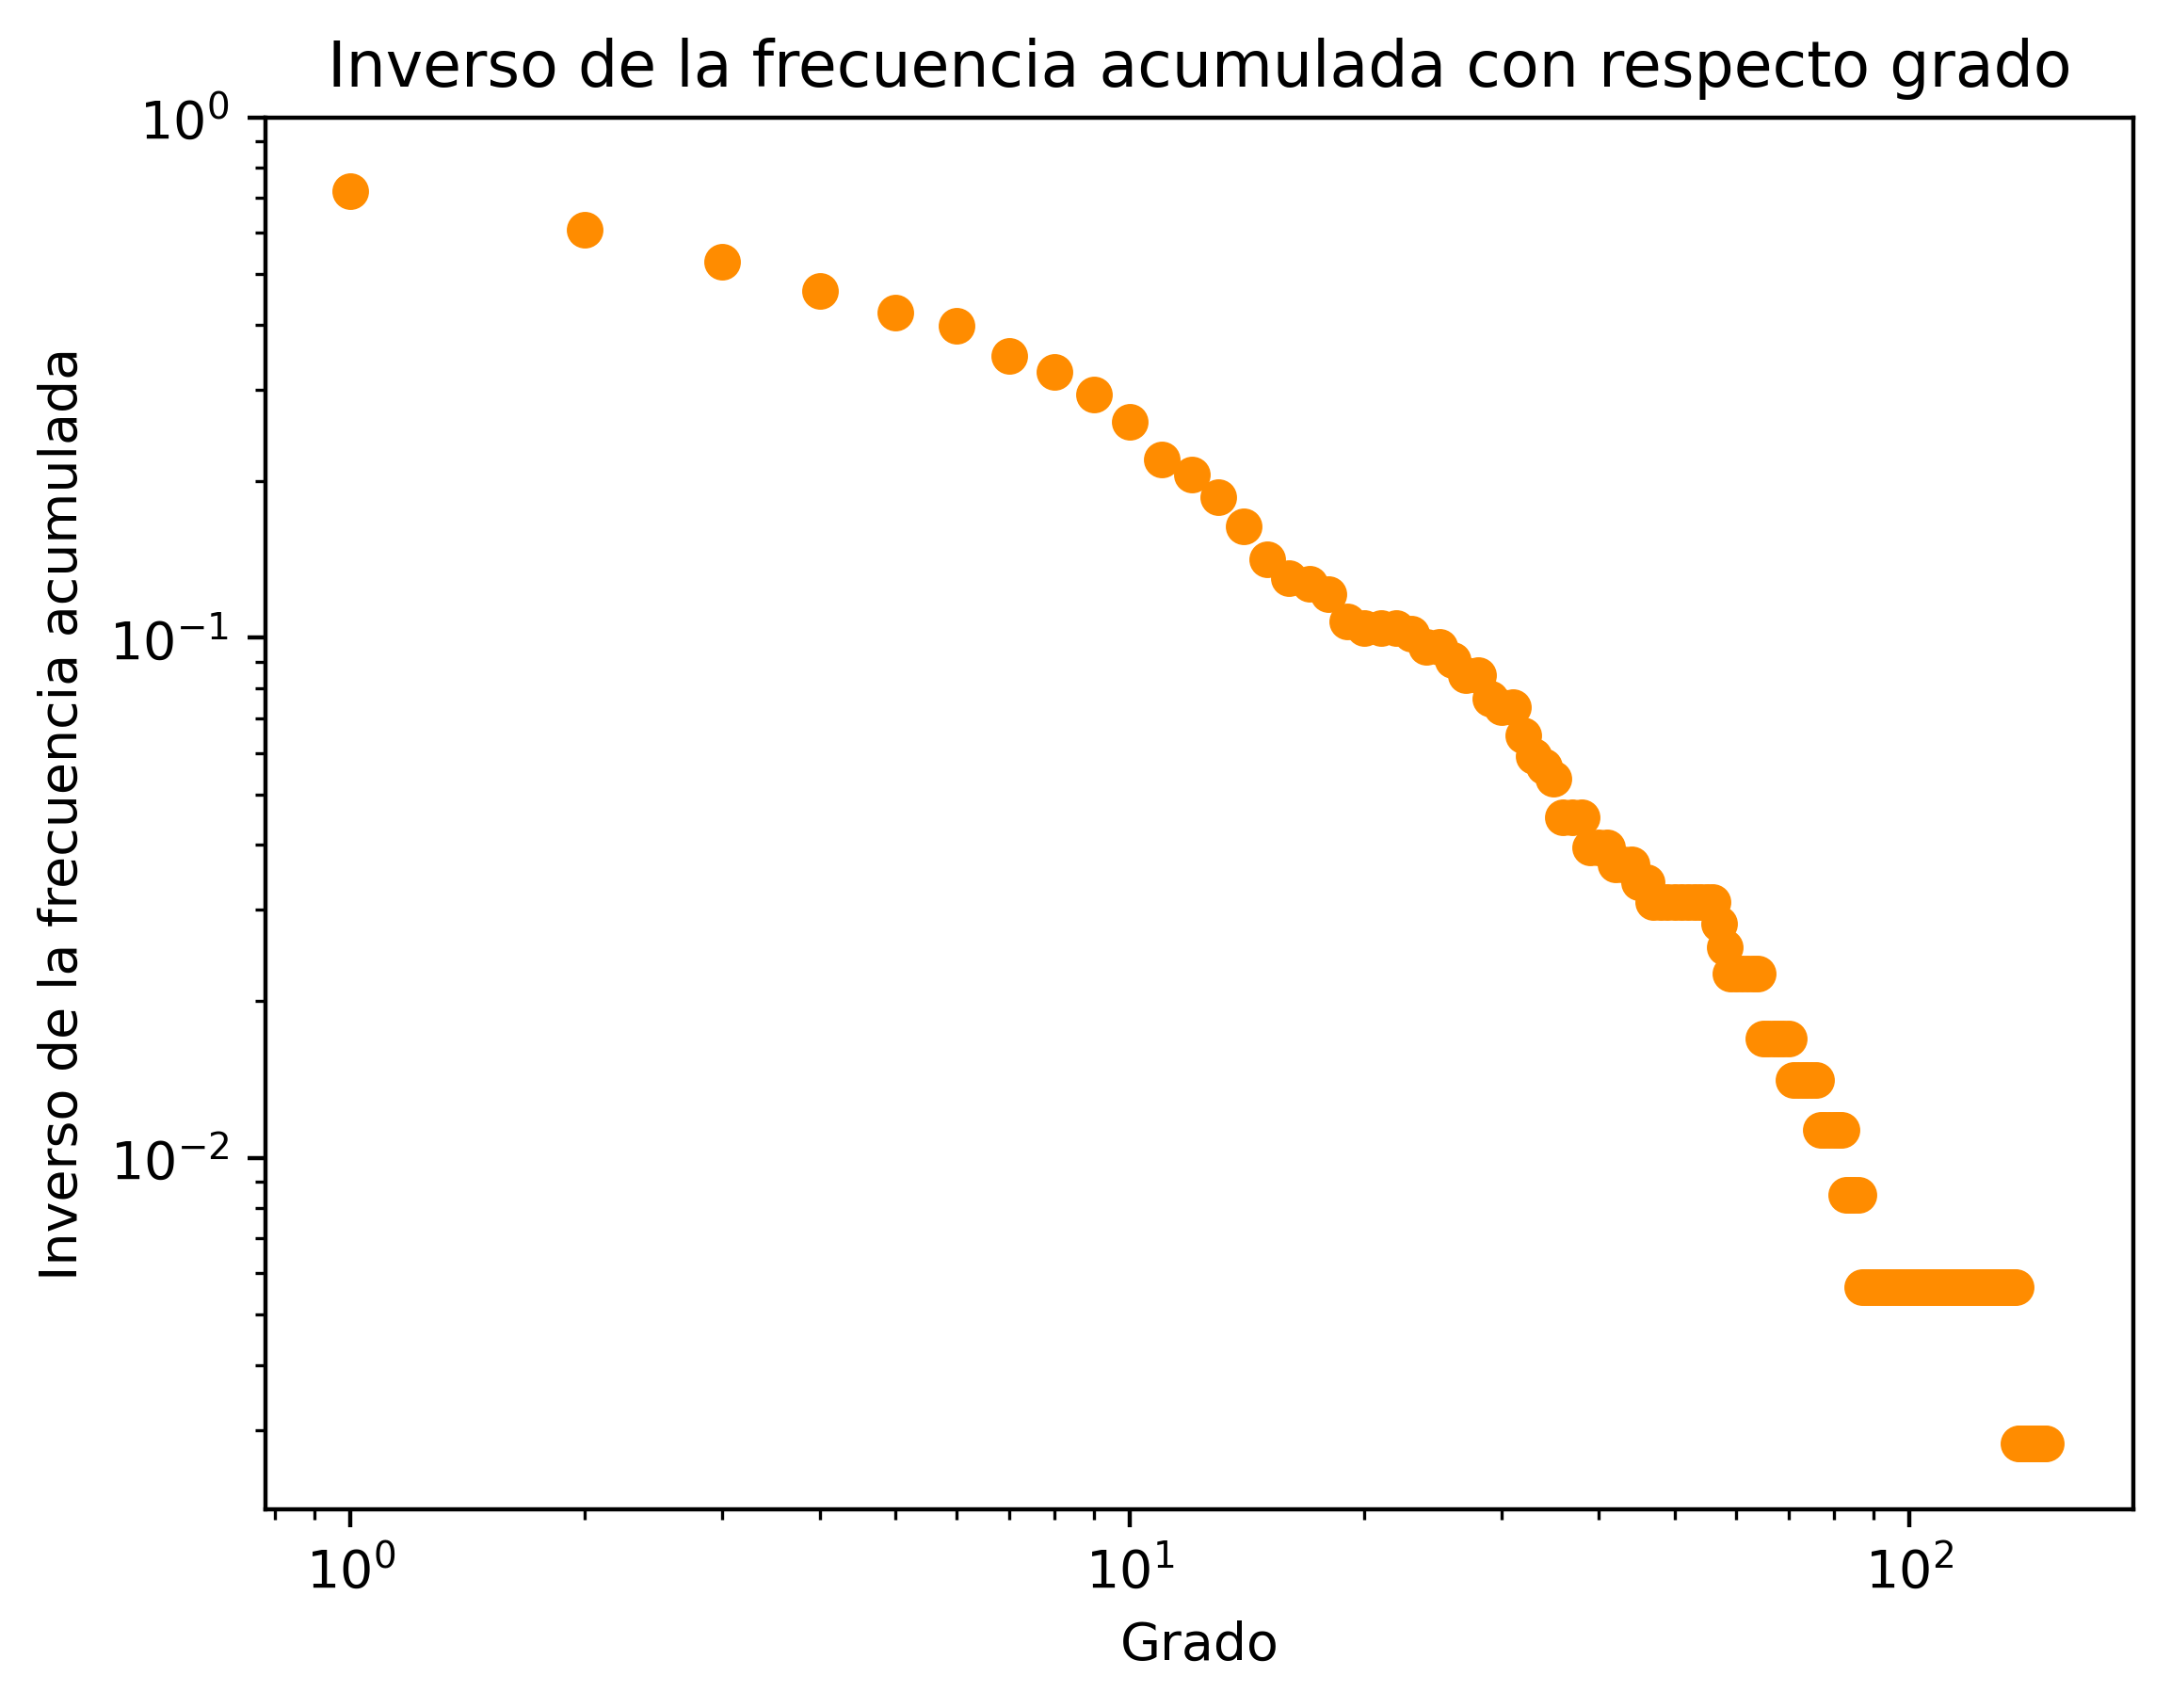 Inverso de la frecuencia acumulada con respecto grado
Inverso de la frecuencia acumulada
10⁰
10⁻¹
10⁻²
10⁰ 10¹ 10²
Grado